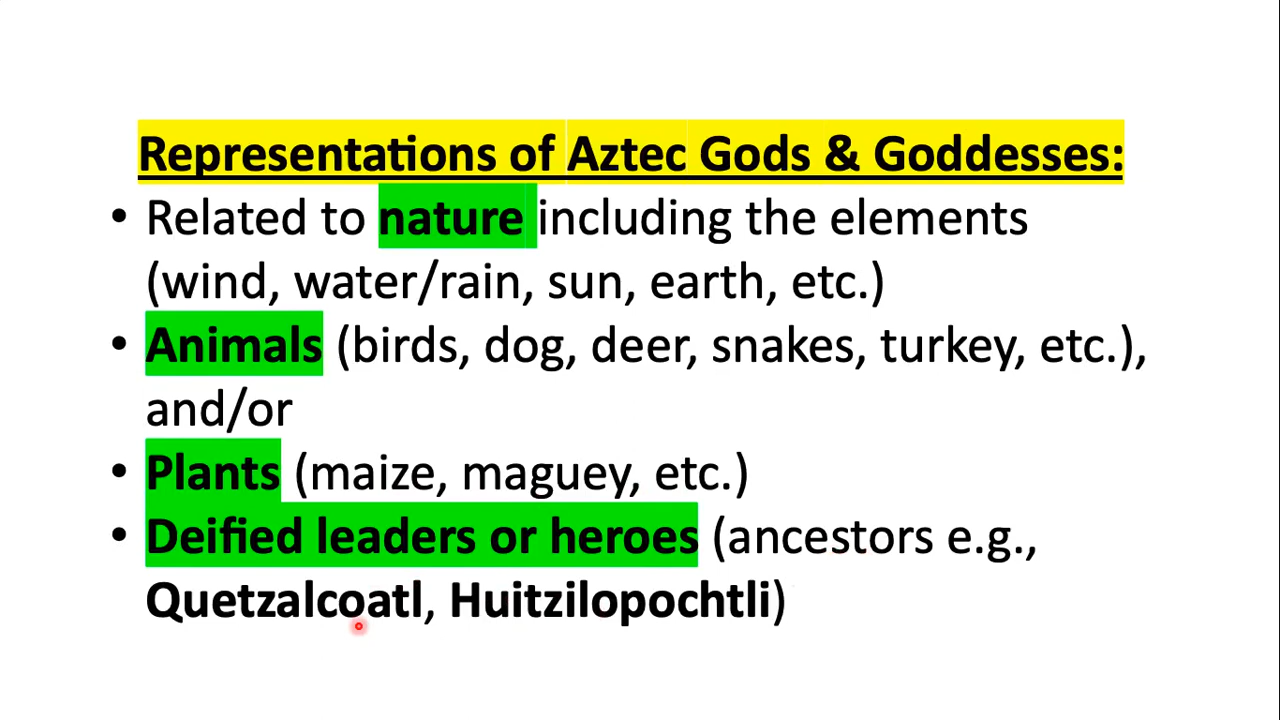 Representations of Aztec Gods & Goddesses:
• Related to nature including the elements
(wind, water/rain, sun, earth, etc.)
• Animals (birds, dog, deer, snakes, turkey, etc.),
and/or
• Plants (maize, maguey, etc.)
• Deified leaders or heroes (ancestors e.g.,
Quetzalcoatl, Huitzilopochtli)